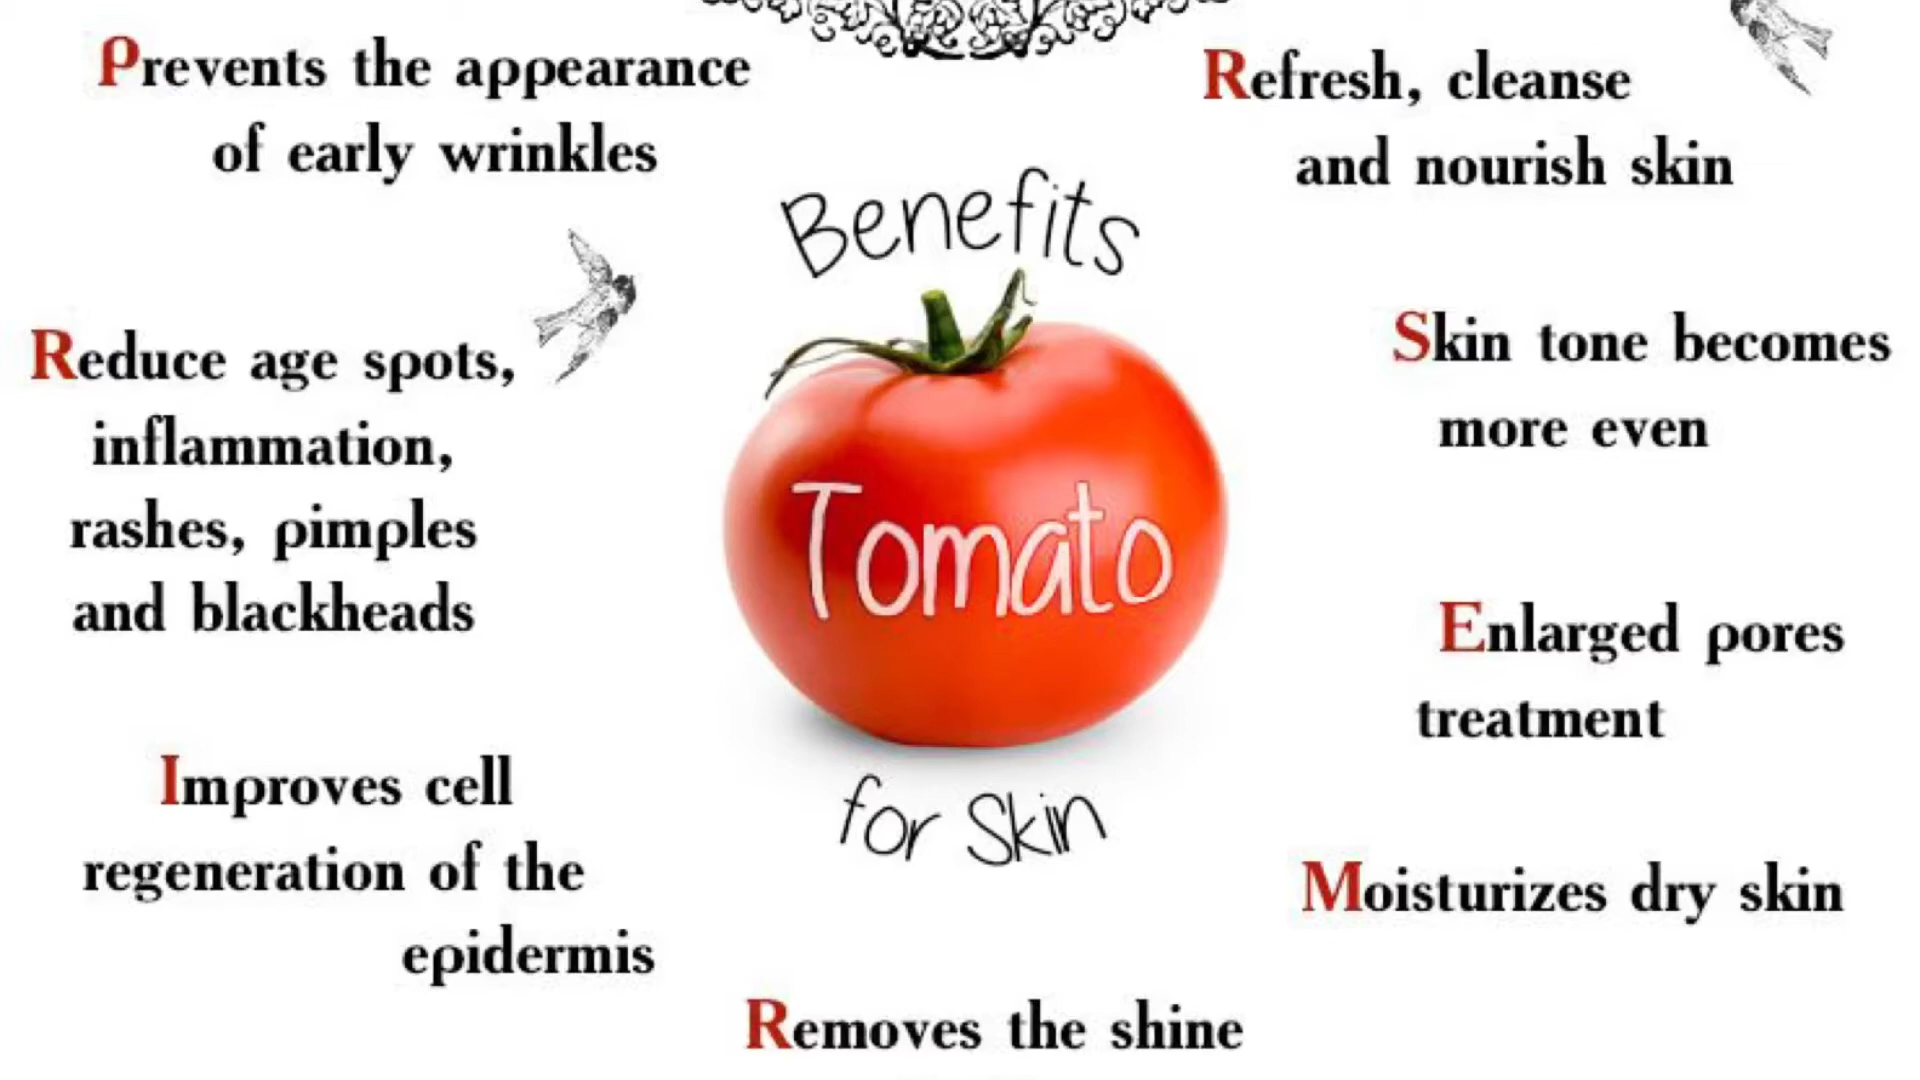 Prevents the appearance
of early wrinkles
Refresh, cleanse
and nourish skin
Benefits
Tomato
for Skin
Reduce age spots,
inflammation,
rashes, pimples
and blackheads
Skin tone becomes
more even
Enlarged pores
treatment
Improves cell
regeneration of the
epidermis
Moisturizes dry skin
Removes the shine